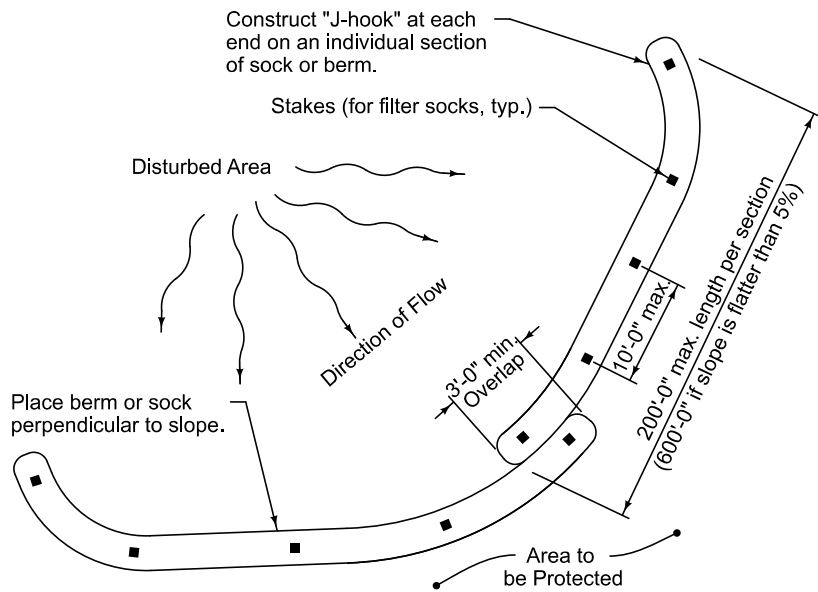 Construct "J-hook" at each
end on an individual section
of sock or berm.
Stakes (for filter socks, typ.)
Disturbed Area
Direction of Flow
200'-0" max. length per section
(600'-0" if slope is flatter than 5%)
10'-0" max.
3'-0" min.
Overlap
Place berm or sock
perpendicular to slope.
Area to
be Protected